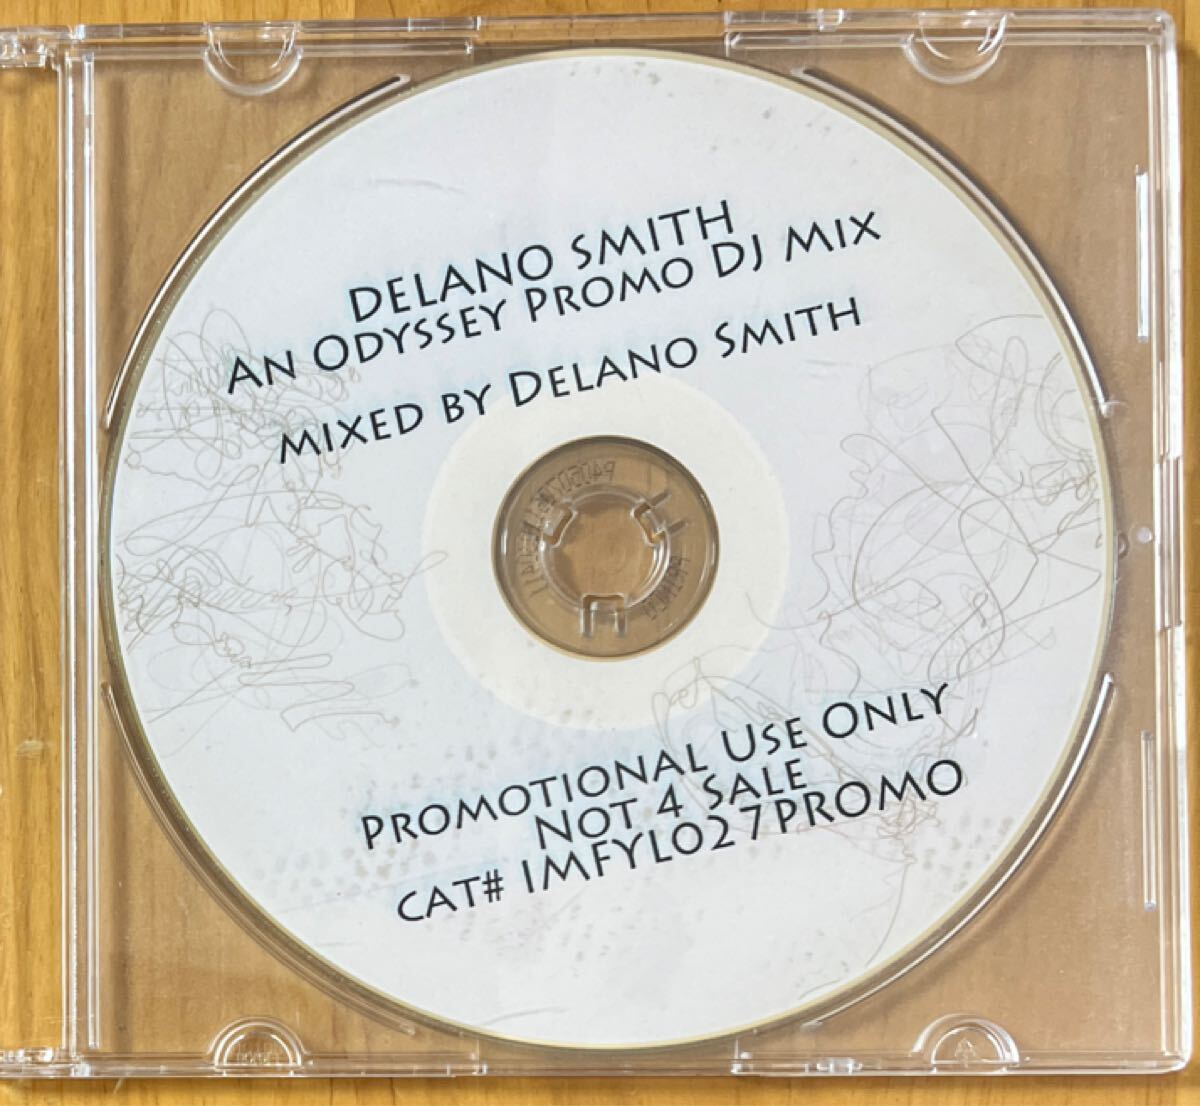 DELANO SMITH
AN ODYSSEY PROMO DJ MIX
MIXED BY DELANO SMITH
PROMOTIONAL USE ONLY
NOT 4 SALE
CAT# IMFYL027PROMO